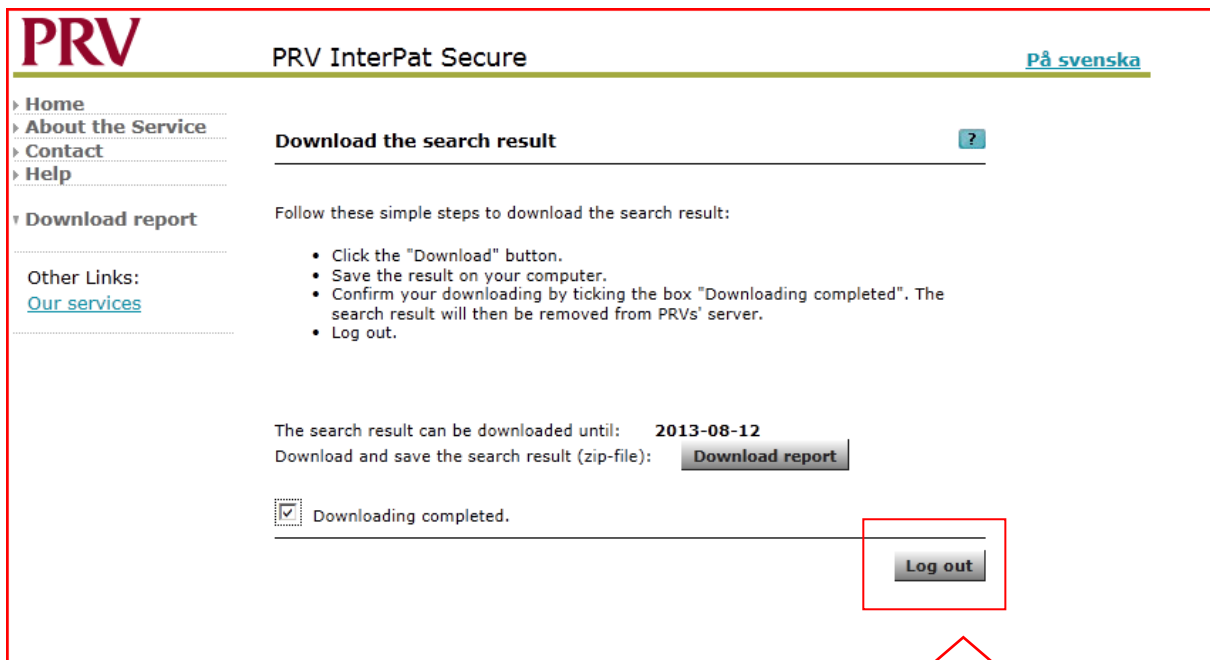 PRV
PRV InterPat Secure
På svenska
Home
About the Service
Contact
Help
Download report
Other Links:
Our services
Download the search result
?
Follow these simple steps to download the search result:
• Click the "Download" button.
• Save the result on your computer.
• Confirm your downloading by ticking the box "Downloading completed". The
search result will then be removed from PRVs' server.
• Log out.
The search result can be downloaded until: 2013-08-12
Download and save the search result (zip-file): Download report
Downloading completed.
Log out